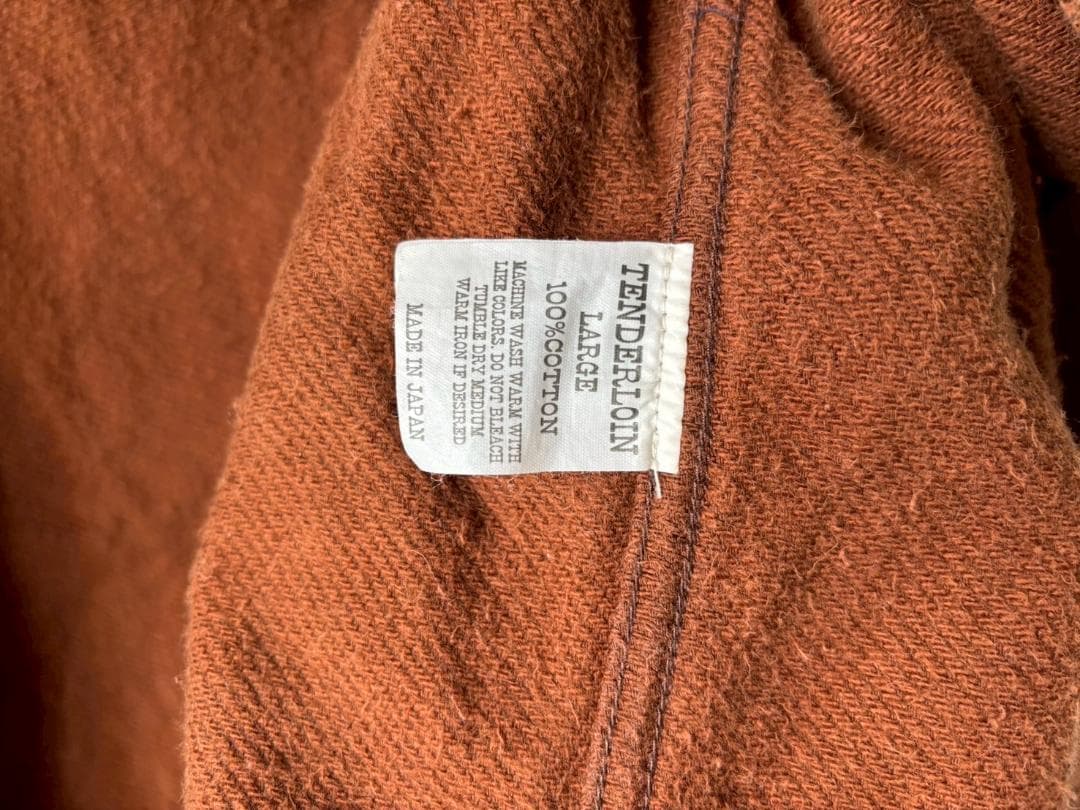 TENDERLOIN
LARGE
100%COTTON
MACHINE WASH WARM WITH
LIKE COLORS. DO NOT BLEACH
TUMBLE DRY MEDIUM
WARM IRON IF DESIRED
MADE IN JAPAN